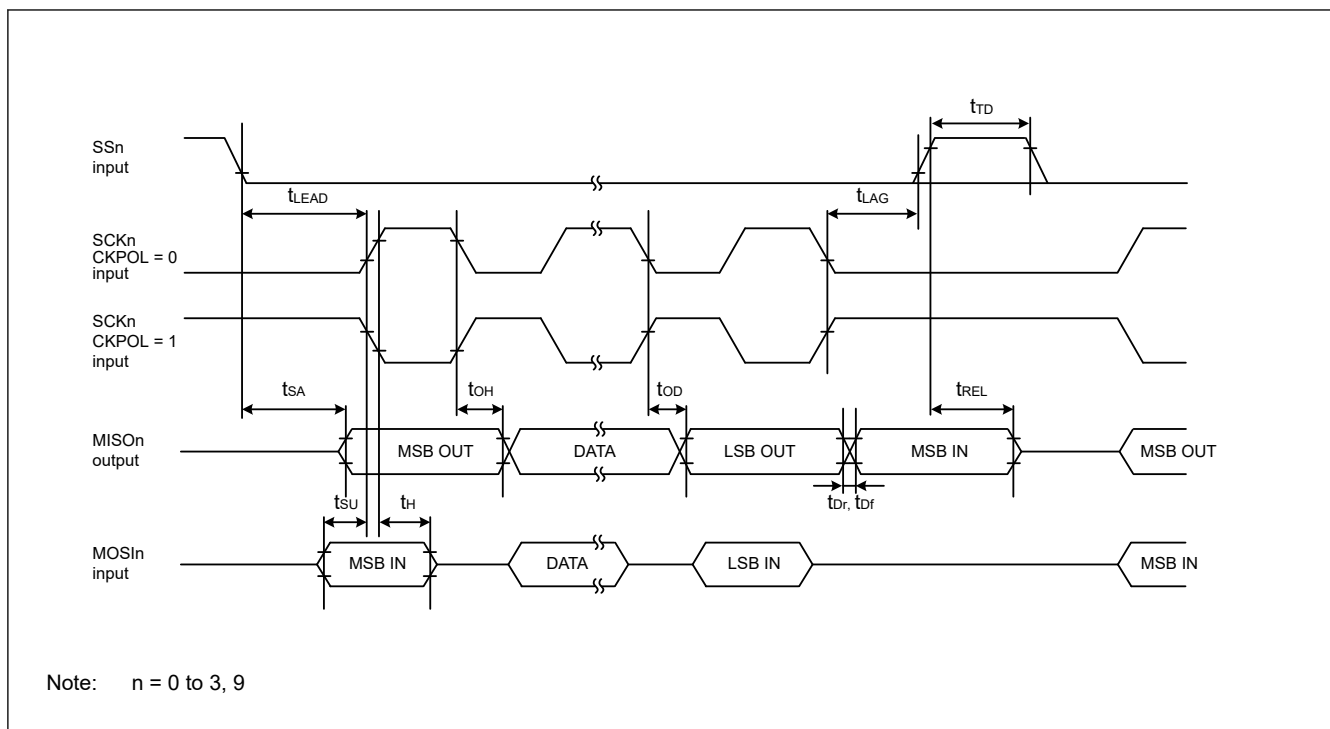 tTD
SSn
input
tLEAD
tLAG
SCKn
CKPOL = 0
input
SCKn
CKPOL = 1
input
tSA
tOH
tOD
tREL
MISOn
output
MSB OUT
DATA
LSB OUT
MSB IN
MSB OUT
tSU
tH
tDr, tDf
MOSIn
input
MSB IN
DATA
LSB IN
MSB IN
Note: n = 0 to 3, 9